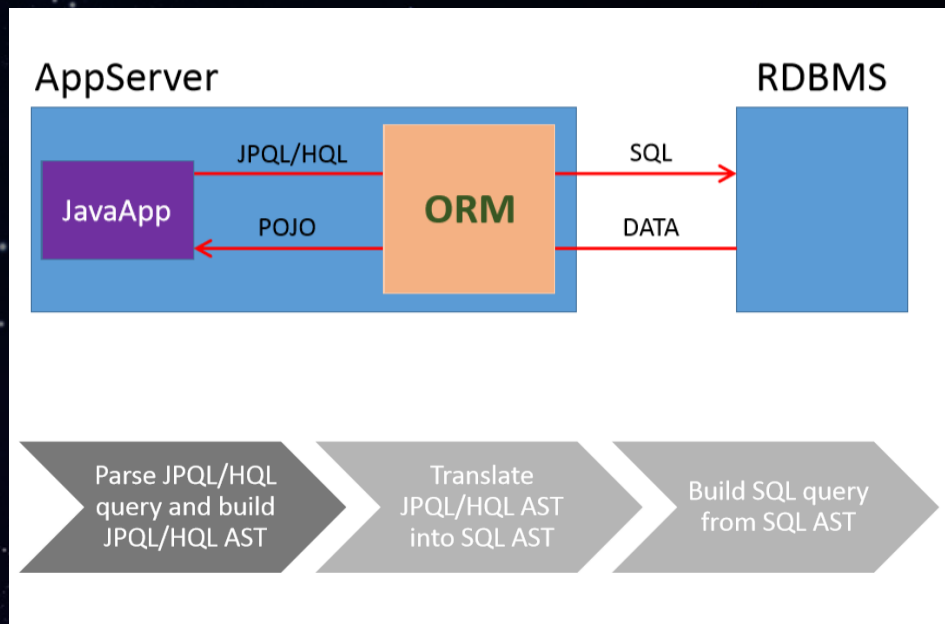 AppServer
RDBMS
JPQL/HQL
SQL
JavaApp
ORM
POJO
DATA
Parse JPQL/HQL
query and build
JPQL/HQL AST
Translate
JPQL/HQL AST
into SQL AST
Build SQL query
from SQL AST